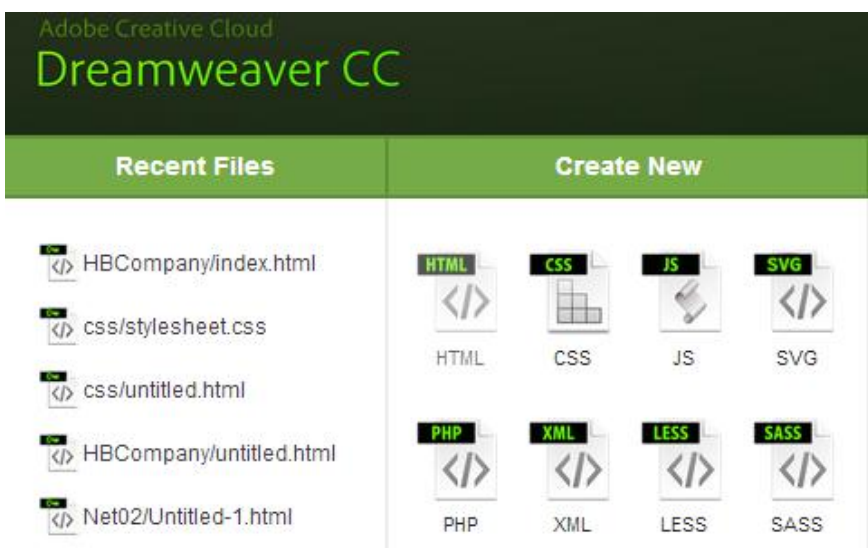 Adobe Creative Cloud
Dreamweaver CC
Recent Files
HBCompany/index.html
css/stylesheet.css
css/untitled.html
HBCompany/untitled.html
Net02/Untitled-1.html
Create New
HTML CSS JS SVG
HTML CSS JS SVG
PHP XML LESS SASS
PHP XML LESS SASS